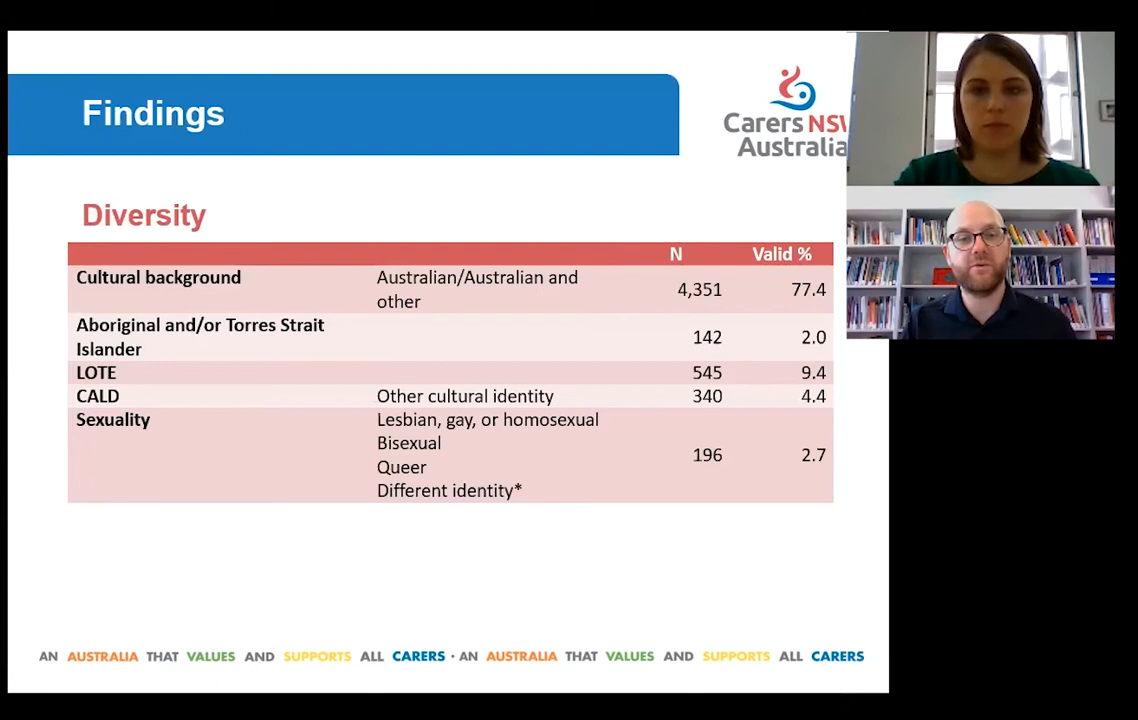 Findings
Carers NSW
Australia
Diversity
N Valid %
Cultural background Australian/Australian and other 4,351 77.4
Aboriginal and/or Torres Strait Islander 142 2.0
LOTE 545 9.4
CALD Other cultural identity 340 4.4
Sexuality Lesbian, gay, or homosexual
Bisexual
196 2.7
Queer
Different identity*
AN AUSTRALIA THAT VALUES AND SUPPORTS ALL CARERS · AN AUSTRALIA THAT VALUES AND SUPPORTS ALL CARERS